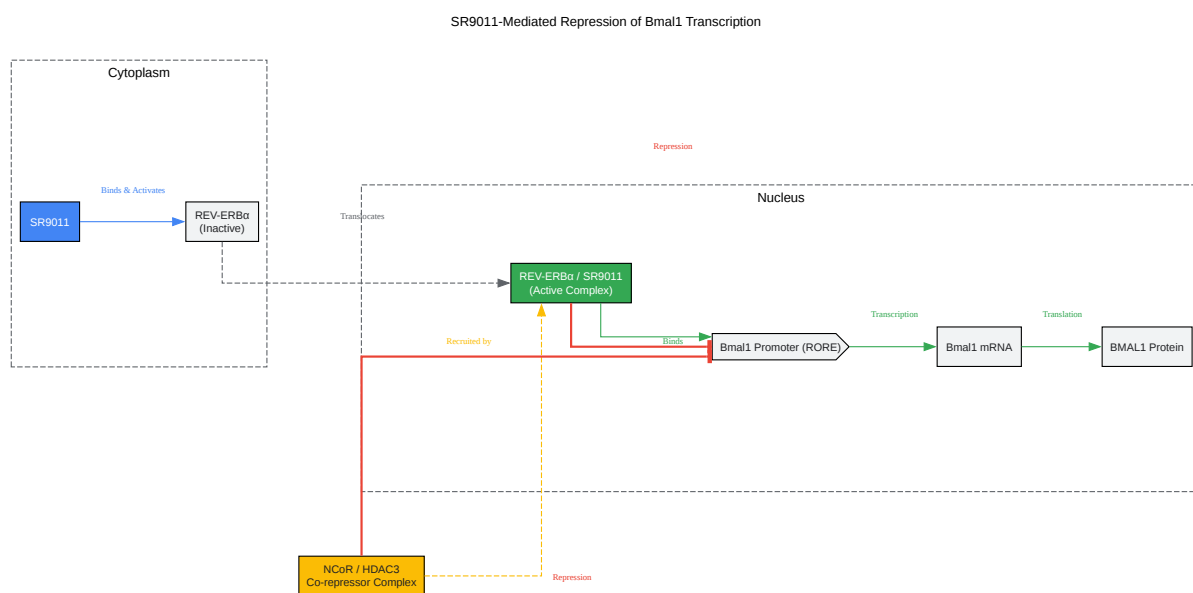 SR9011-Mediated Repression of Bmal1 Transcription
Cytoplasm
Repression
Binds & Activates
Nucleus
SR9011
REV-ERBα
(Inactive)
Translocates
REV-ERBα / SR9011
(Active Complex)
Transcription
Translation
Recruited by
Binds
Bmal1 Promoter (RORE)
Bmal1 mRNA
BMAL1 Protein
NCoR / HDAC3
Co-repressor Complex
Repression